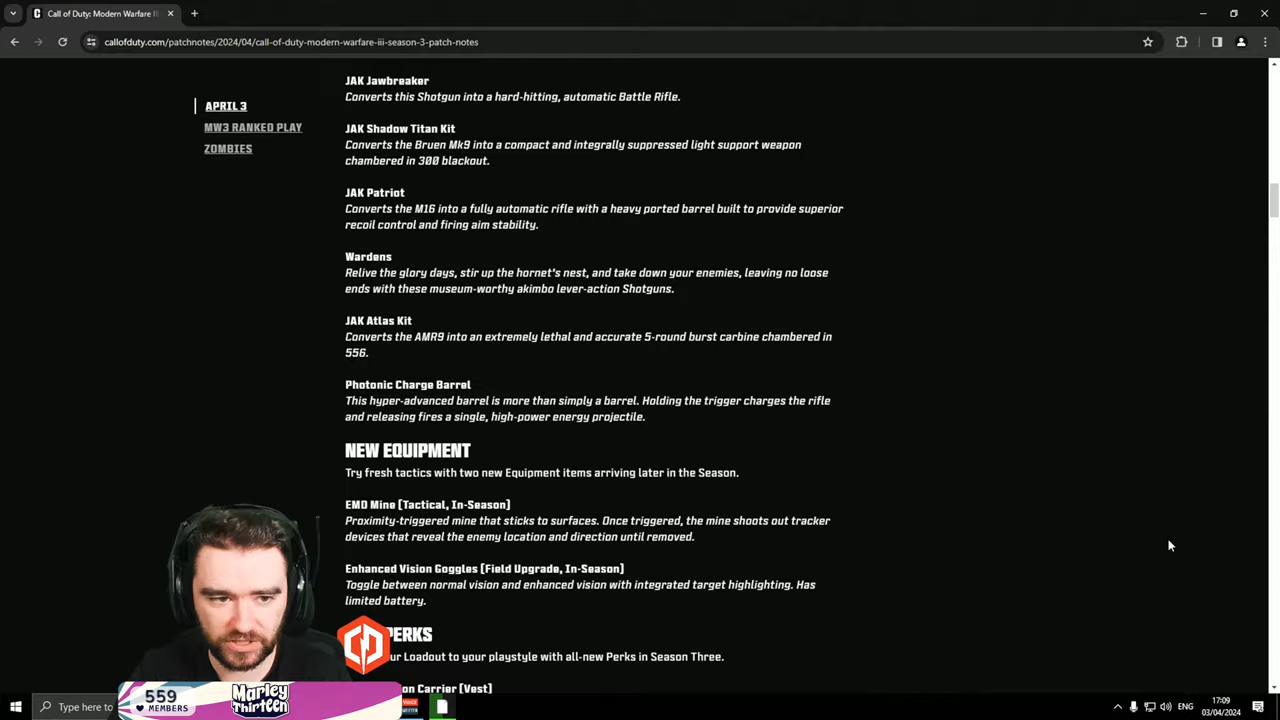 Call of Duty: Modern Warfare II
callofduty.com/patchnotes/2024/04/call-of-duty-modern-warfare-iii-season-3-patch-notes
APRIL 3
MW3 RANKED PLAY
ZOMBIES
JAK Jawbreaker
Converts this Shotgun into a hard-hitting, automatic Battle Rifle.
JAK Shadow Titan Kit
Converts the Bruen Mk9 into a compact and integrally suppressed light support weapon
chambered in 300 blackout.
JAK Patriot
Converts the M16 into a fully automatic rifle with a heavy ported barrel built to provide superior
recoil control and firing aim stability.
Wardens
Relive the glory days, stir up the hornet's nest, and take down your enemies, leaving no loose
ends with these museum-worthy akimbo lever-action Shotguns.
JAK Atlas Kit
Converts the AMR9 into an extremely lethal and accurate 5-round burst carbine chambered in
556.
Photonic Charge Barrel
This hyper-advanced barrel is more than simply a barrel. Holding the trigger charges the rifle
and releasing fires a single, high-power energy projectile.
NEW EQUIPMENT
Try fresh tactics with two new Equipment items arriving later in the Season.
EMD Mine [Tactical, In-Season]
Proximity-triggered mine that sticks to surfaces. Once triggered, the mine shoots out tracker
devices that reveal the enemy location and direction until removed.
Enhanced Vision Goggles [Field Upgrade, In-Season]
Toggle between normal vision and enhanced vision with integrated target highlighting. Has
limited battery.
PERKS
ur Loadout to your playstyle with all-new Perks in Season Three.
on Carrier [Vest]
559
MEMBERS
Marley
Thirteen
Type here to
ENG
17:09
03/04/2024